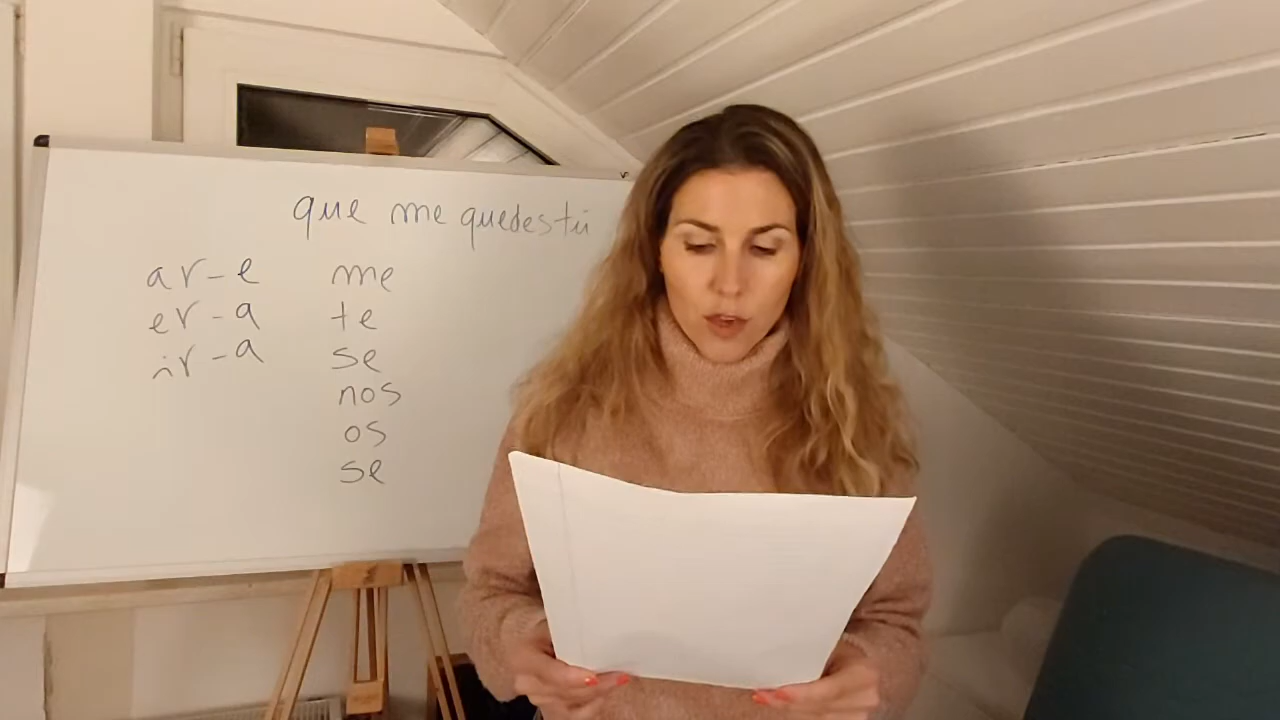 que me quedes tú
ar - e me
er - a te
ir - a se
nos
os
se